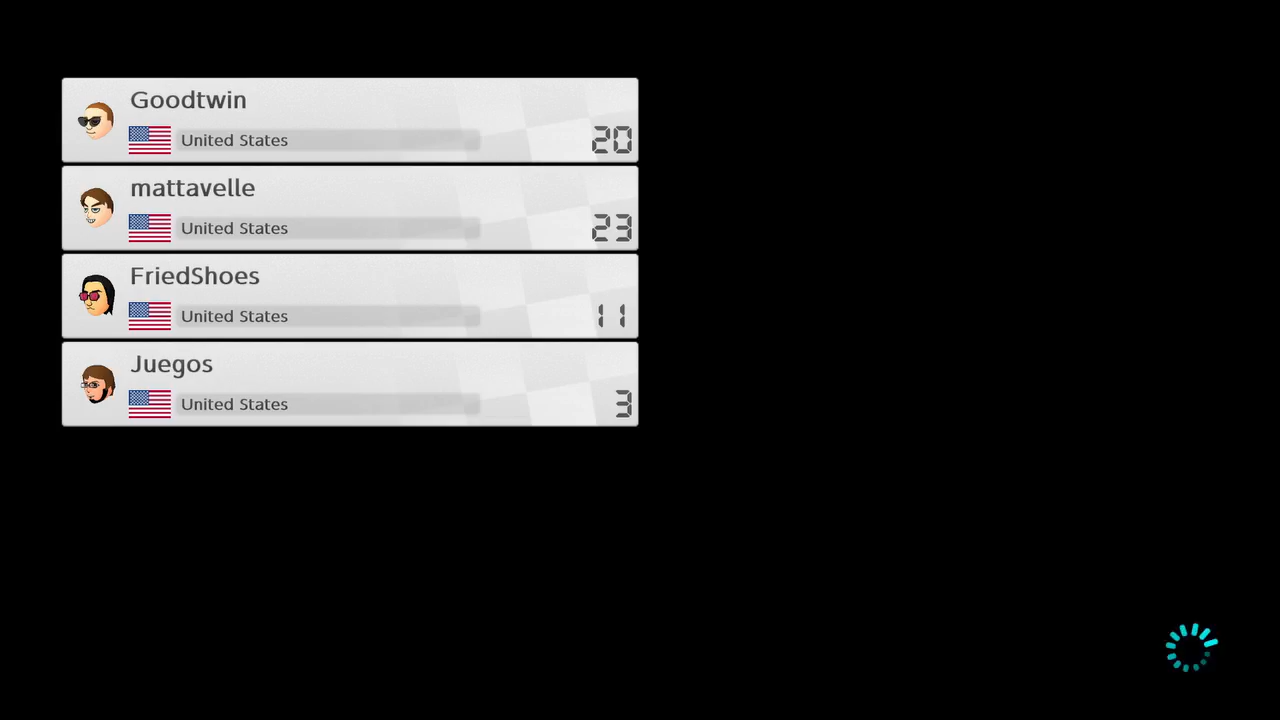 Goodtwin
United States
20
mattavelle
United States
23
FriedShoes
United States
11
Juegos
United States
3